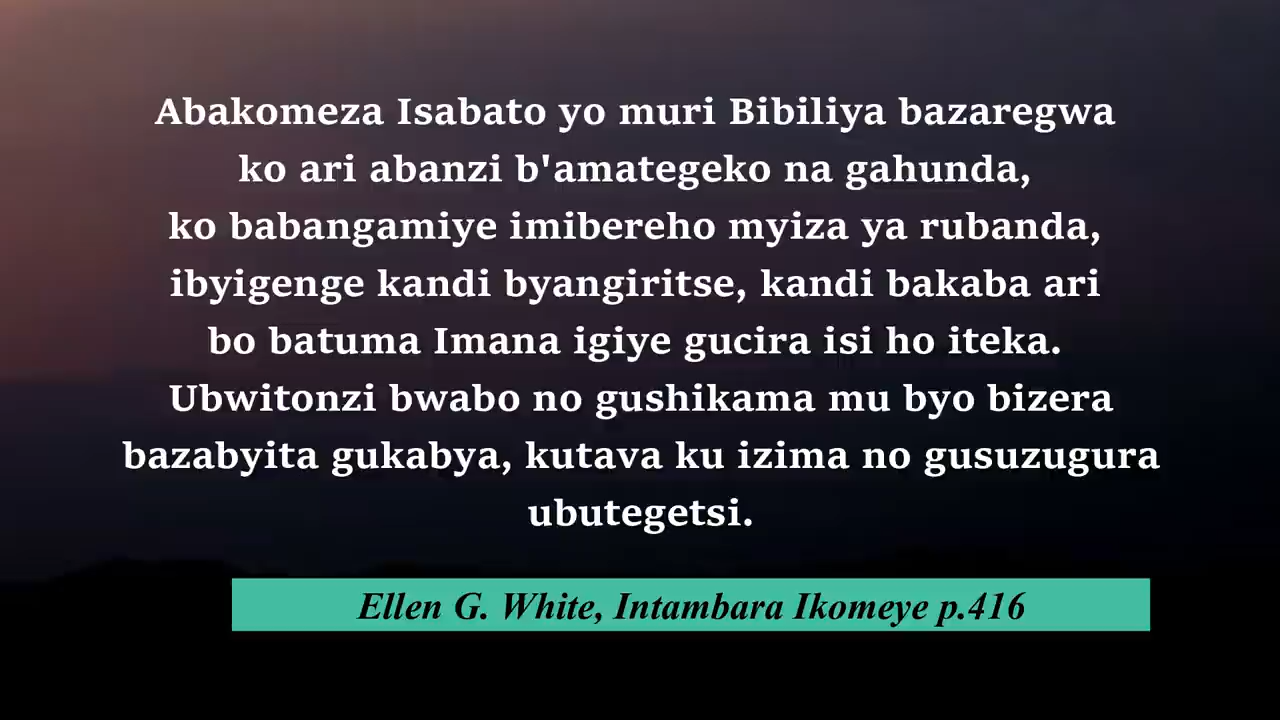 Abakomeza Isabato yo muri Bibiliya bazaregwa
ko ari abanzi b'amategeko na gahunda,
ko babangamiye imibereho myiza ya rubanda,
ibyigenge kandi byangiritse, kandi bakaba ari
bo batuma Imana igiye gucira isi ho iteka.
Ubwitonzi bwabo no gushikama mu byo bizera
bazabyita gukabya, kutava ku izima no gusuzugura
ubutegetsi.
Ellen G. White, Intambara Ikomeye p.416